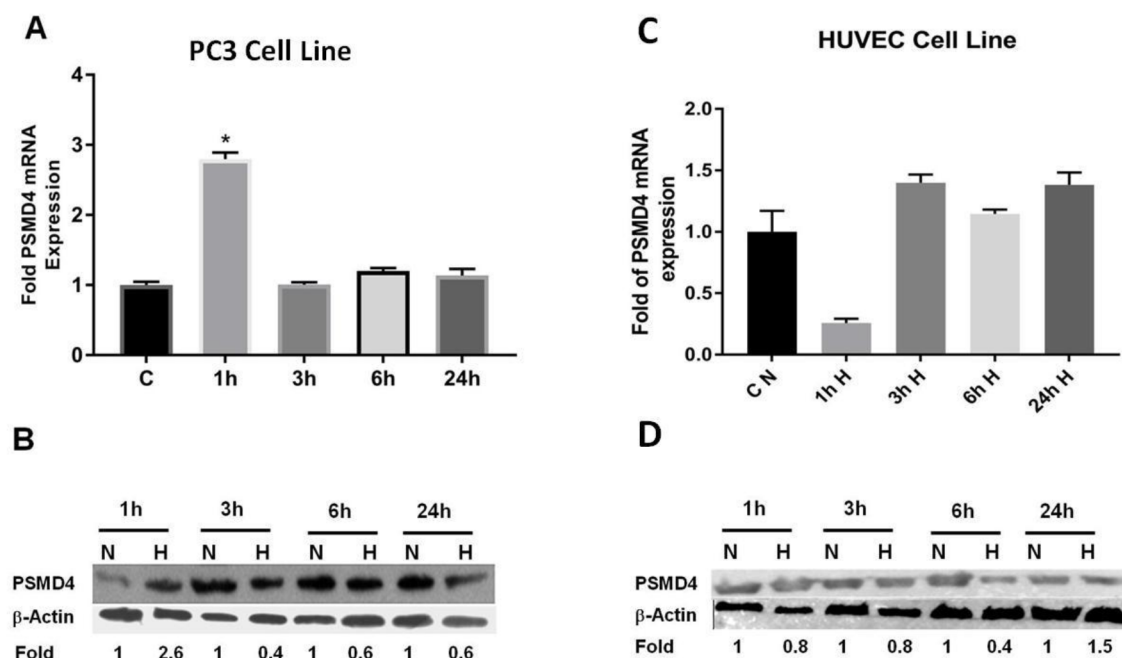 A
PC3 Cell Line
Fold PSMD4 mRNA
Expression
4
3
2
1
0
*
C 1h 3h 6h 24h
B
1h 3h 6h 24h
N H N H N H N H
PSMD4
β-Actin
Fold 1 2.6 1 0.4 1 0.6 1 0.6
C
HUVEC Cell Line
Fold of PSMD4 mRNA
expression
2.0
1.5
1.0
0.5
0.0
C N 1h H 3h H 6h H 24h H
D
1h 3h 6h 24h
N H N H N H N H
PSMD4
β-Actin
Fold 1 0.8 1 0.8 1 0.4 1 1.5